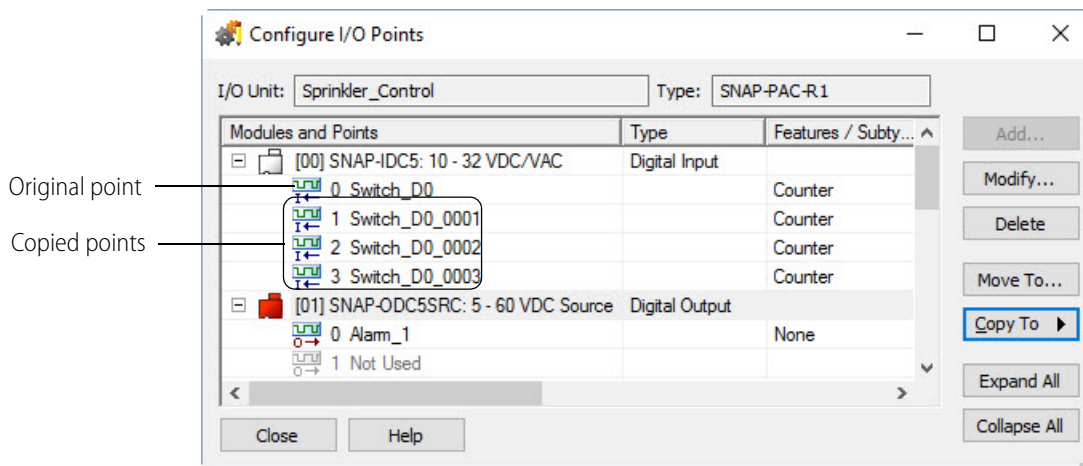 Configure I/O Points
I/O Unit: Sprinkler_Control Type: SNAP-PAC-R1
Modules and Points Type Features / Subty...
[00] SNAP-IDC5: 10 - 32 VDC/VAC Digital Input
Original point
0 Switch_D0 Counter
1 Switch_D0_0001 Counter
Copied points
2 Switch_D0_0002 Counter
3 Switch_D0_0003 Counter
[01] SNAP-ODC5SRC: 5 - 60 VDC Source Digital Output
0 Alarm_1 None
1 Not Used
Add...
Modify...
Delete
Move To...
Copy To
Expand All
Collapse All
Close Help